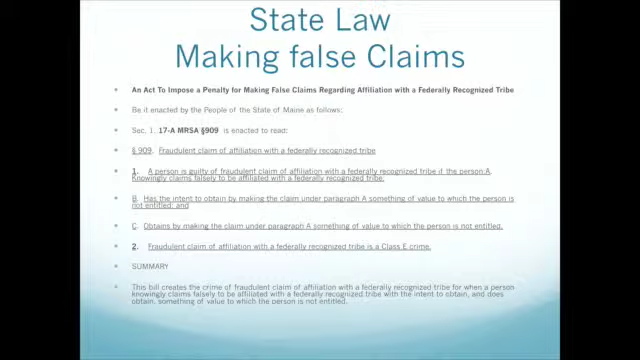 State Law
Making false Claims
An Act To Impose a Penalty for Making False Claims Regarding Affiliation with a Federally Recognized Tribe
Be it enacted by the People of the State of Maine as follows:
Sec. 1. 17-A MRSA §909 is enacted to read:
§ 909. Fraudulent claim of affiliation with a federally recognized tribe
1. A person is guilty of fraudulent claim of affiliation with a federally recognized tribe if the person:A.
Knowingly claims falsely to be affiliated with a federally recognized tribe;
B. Has the intent to obtain by making the claim under paragraph A something of value to which the person is
not entitled; and
C. Obtains by making the claim under paragraph A something of value to which the person is not entitled.
2. Fraudulent claim of affiliation with a federally recognized tribe is a Class E crime.
SUMMARY
This bill creates the crime of fraudulent claim of affiliation with a federally recognized tribe for when a person
knowingly claims falsely to be affiliated with a federally recognized tribe with the intent to obtain, and does
obtain, something of value to which the person is not entitled.